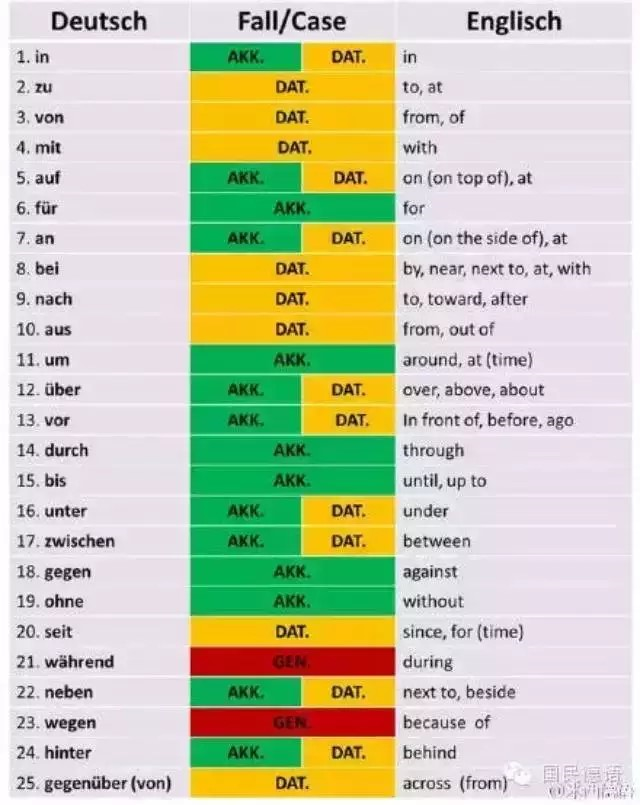 Deutsch Fall/Case Englisch
1. in AKK. DAT. in
2. zu DAT. to, at
3. von DAT. from, of
4. mit DAT. with
5. auf AKK. DAT. on (on top of), at
6. für AKK. for
7. an AKK. DAT. on (on the side of), at
8. bei DAT. by, near, next to, at, with
9. nach DAT. to, toward, after
10. aus DAT. from, out of
11. um AKK. around, at (time)
12. über AKK. DAT. over, above, about
13. vor AKK. DAT. In front of, before, ago
14. durch AKK. through
15. bis AKK. until, up to
16. unter AKK. DAT. under
17. zwischen AKK. DAT. between
18. gegen AKK. against
19. ohne AKK. without
20. seit DAT. since, for (time)
21. während GEN. during
22. neben AKK. DAT. next to, beside
23. wegen GEN. because of
24. hinter AKK. DAT. behind
25. gegenüber (von) DAT. across (from)
国民德语